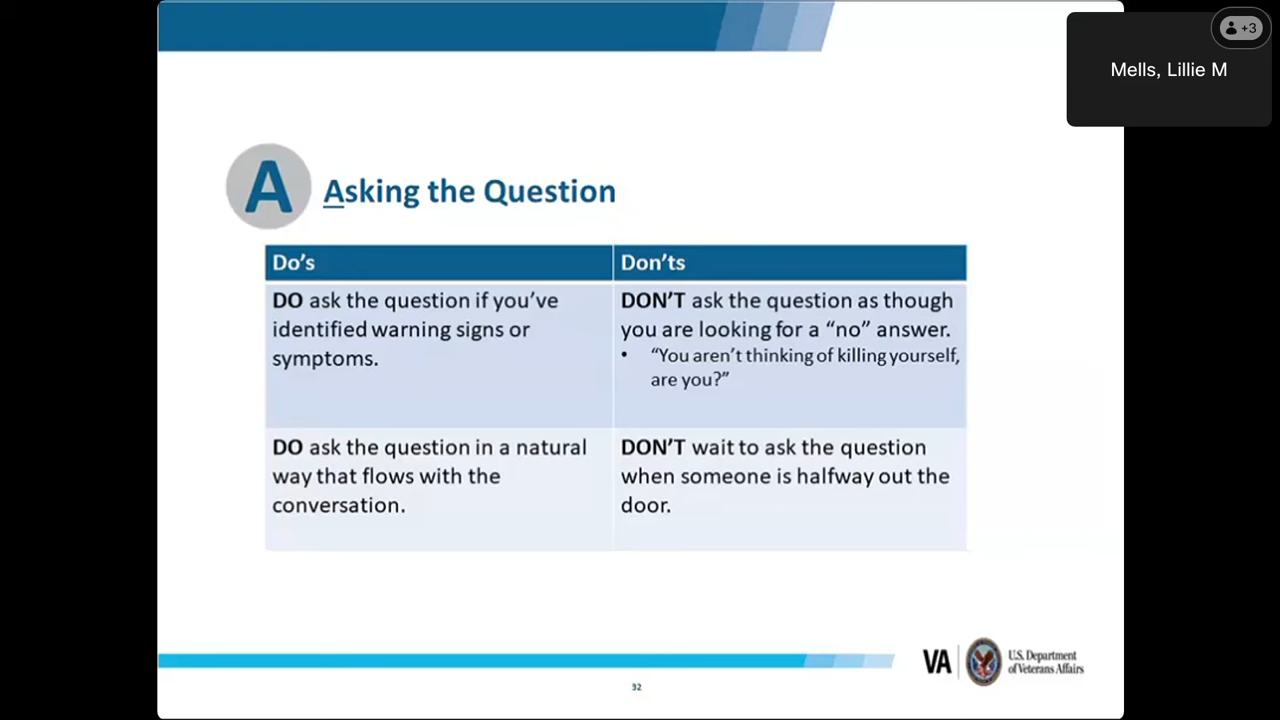 +3
Mells, Lillie M
A
Asking the Question
Do's
Don'ts
DO ask the question if you've
identified warning signs or
symptoms.
DON'T ask the question as though
you are looking for a “no” answer.
• “You aren't thinking of killing yourself,
are you?”
DO ask the question in a natural
way that flows with the
conversation.
DON'T wait to ask the question
when someone is halfway out the
door.
VA
U.S. Department
of Veterans Affairs
32